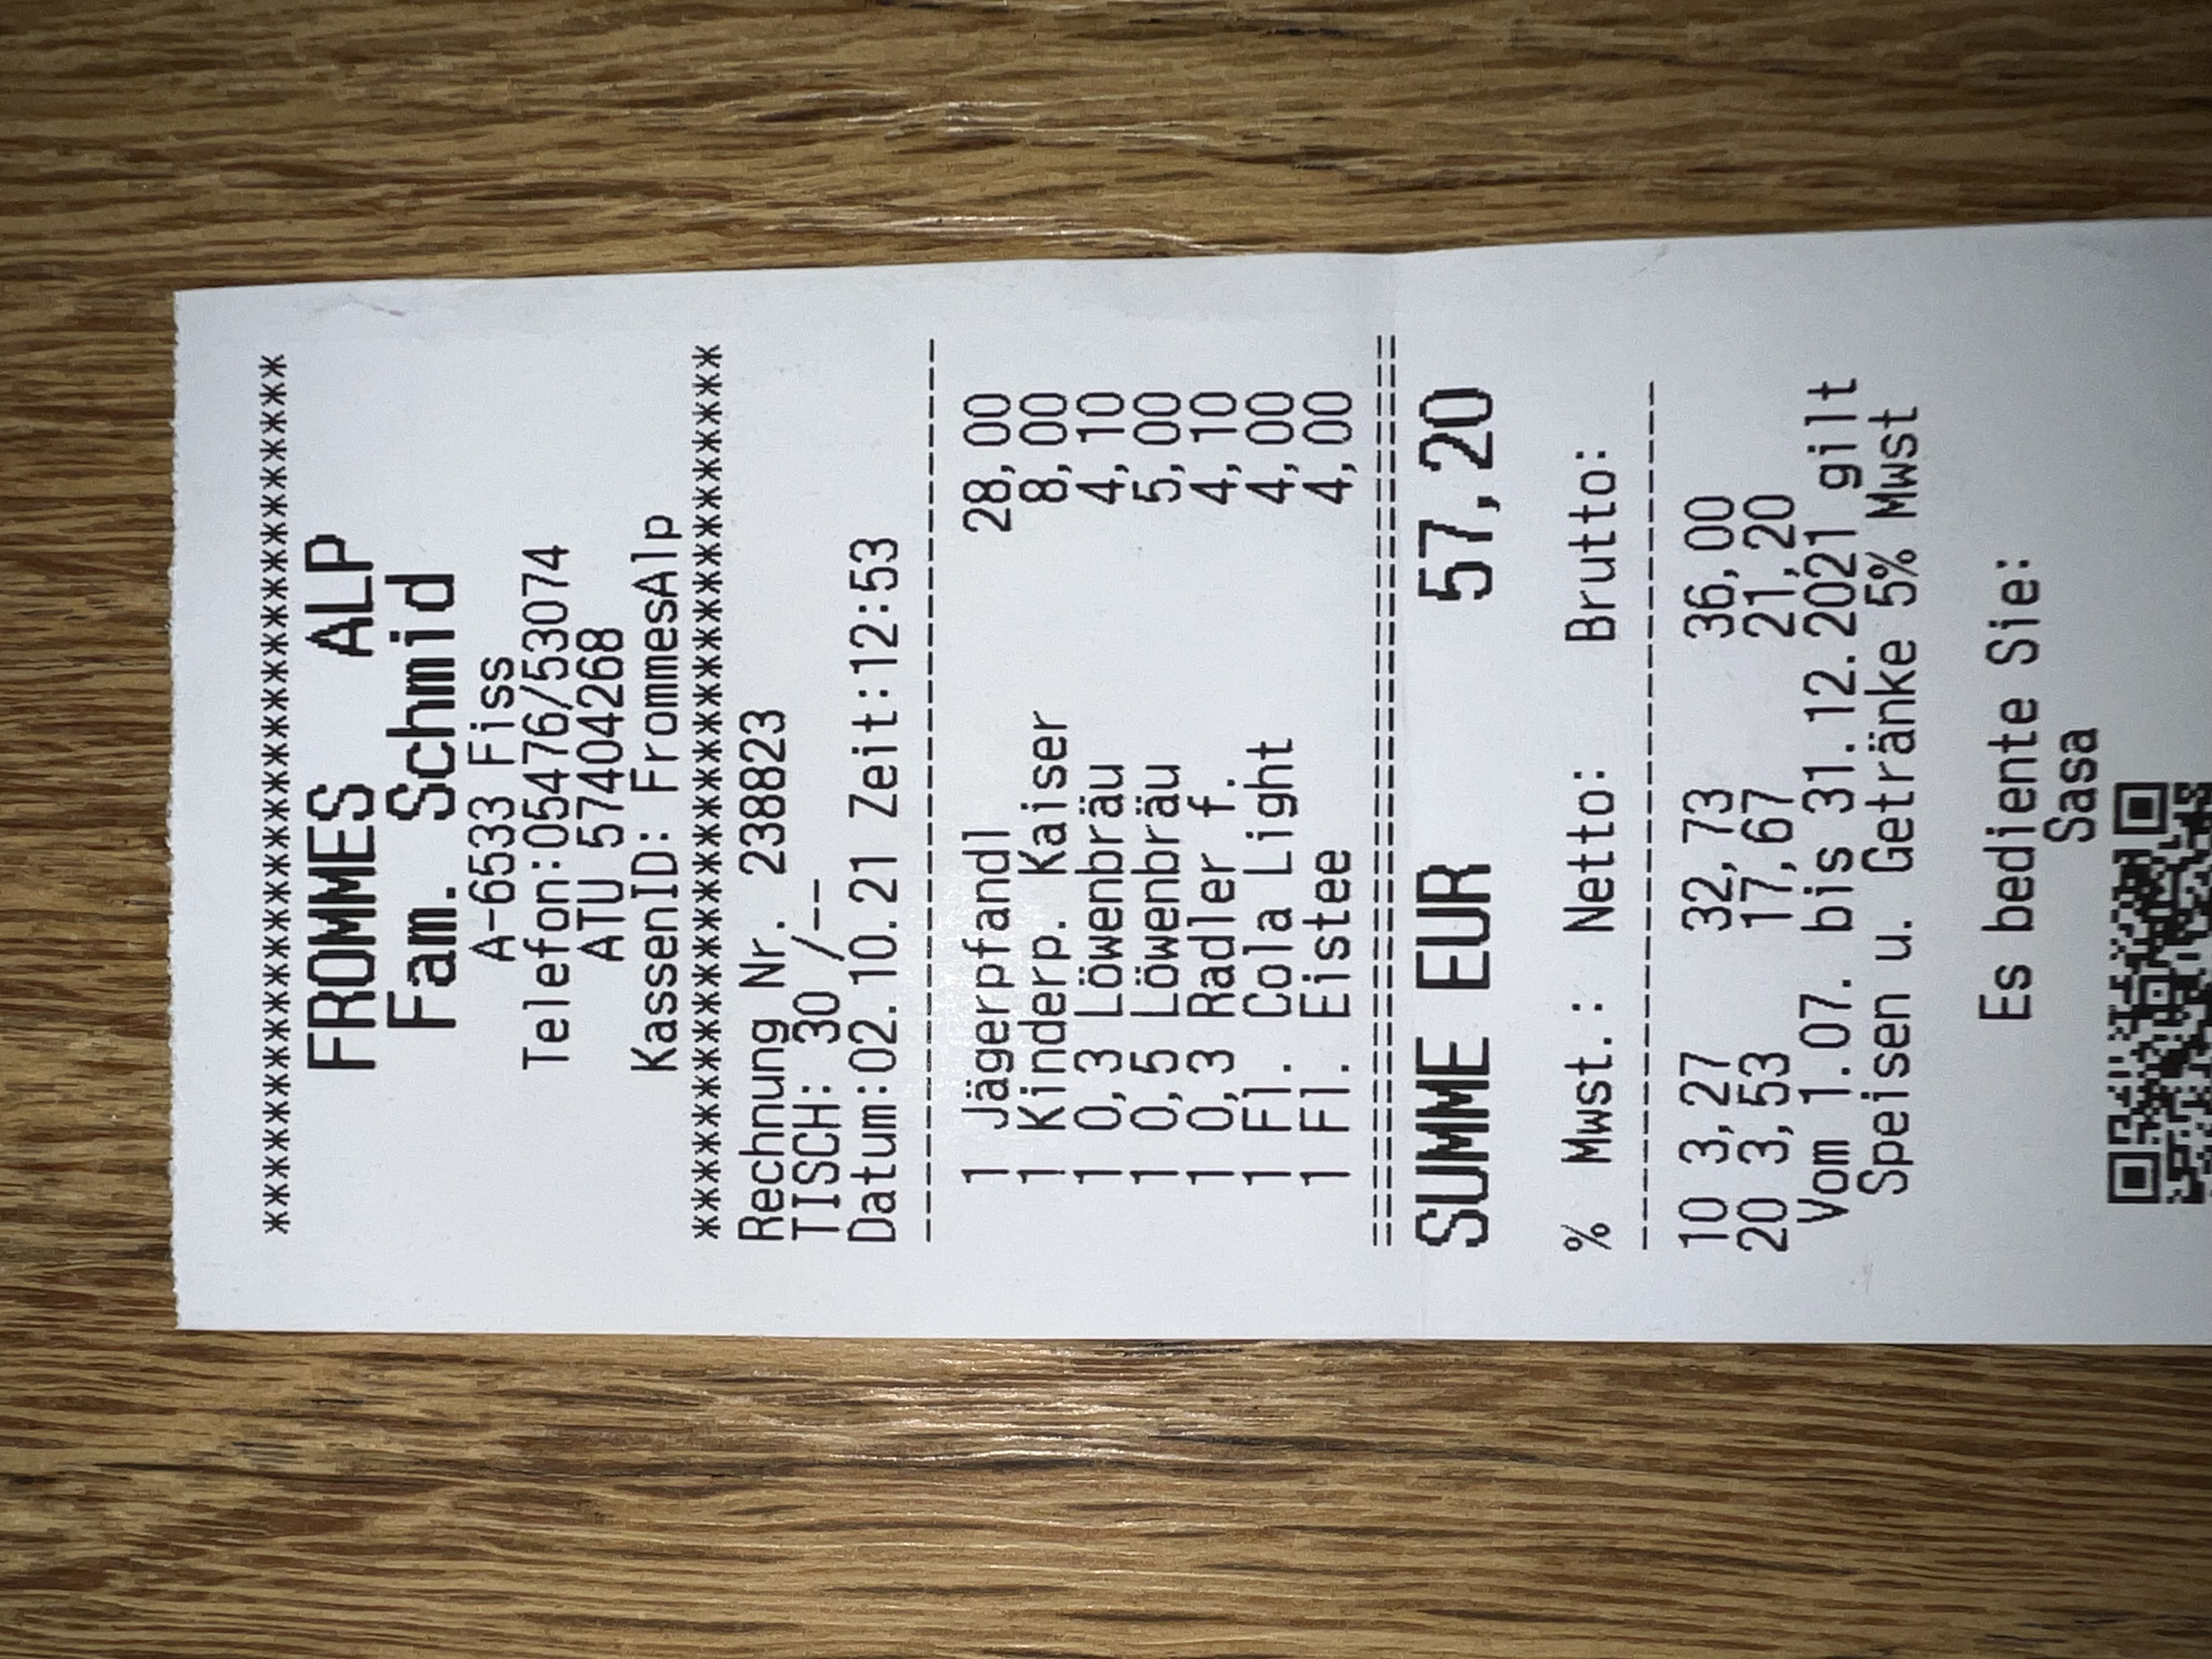 ********************************
FROMMES ALP
Fam. Schmid
A-6533 Fiss
Telefon:05476/53074
ATU 57404268
KassenID: FrommesAlp
********************************
Rechnung Nr. 238823
TISCH: 30 /--
Datum:02.10.21 Zeit:12:53
--------------------------------
1 Jägerpfandl 28,00
1 Kinderp. Kaiser 8,00
1 0,3 Löwenbräu 4,10
1 0,5 Löwenbräu 5,00
1 0,3 Radler f. 4,10
1 Fl. Cola Light 4,00
1 Fl. Eistee 4,00
================================
SUMME EUR 57,20
% Mwst.: Netto: Brutto:
-------------------------------
10 3,27 32,73 36,00
20 3,53 17,67 21,20
Vom 1.07. bis 31.12.2021 gilt
Speisen u. Getränke 5% Mwst
Es bediente Sie:
Sasa